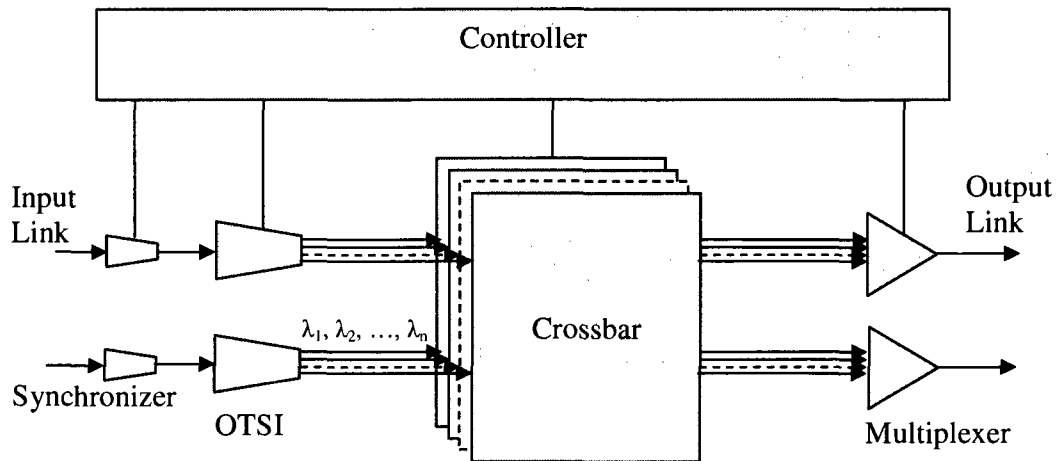 Controller
Input
Link
Output
Link
λ1, λ2, ..., λn
Crossbar
Synchronizer
OTSI
Multiplexer